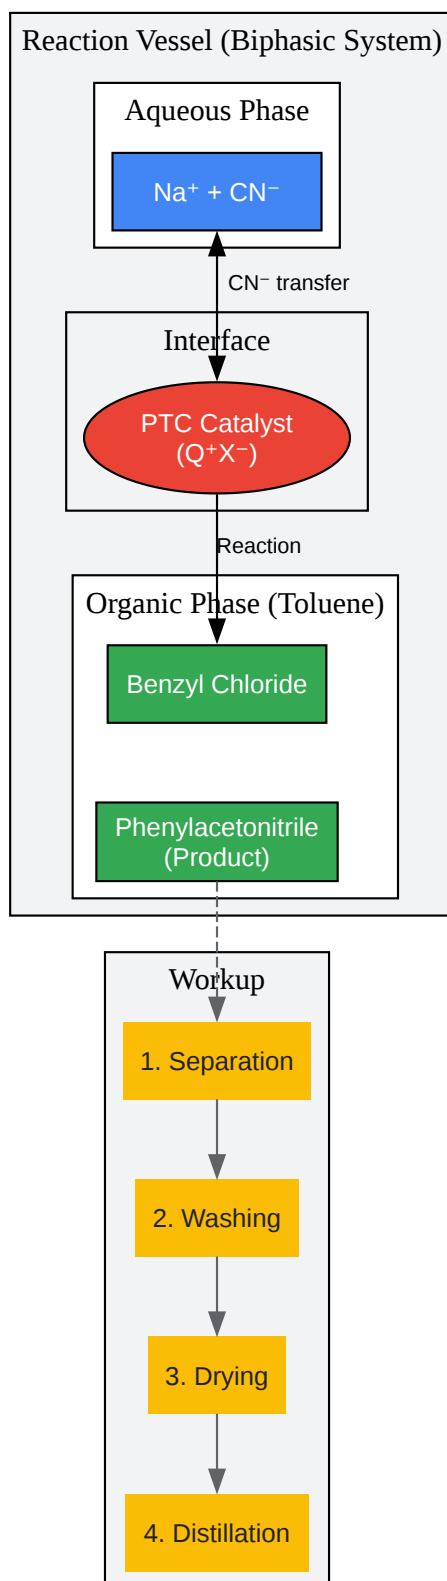 Reaction Vessel (Biphasic System)
Aqueous Phase
Na⁺ + CN⁻
CN⁻ transfer
Interface
PTC Catalyst
(Q⁺X⁻)
Reaction
Organic Phase (Toluene)
Benzyl Chloride
Phenylacetonitrile
(Product)
Workup
1. Separation
2. Washing
3. Drying
4. Distillation